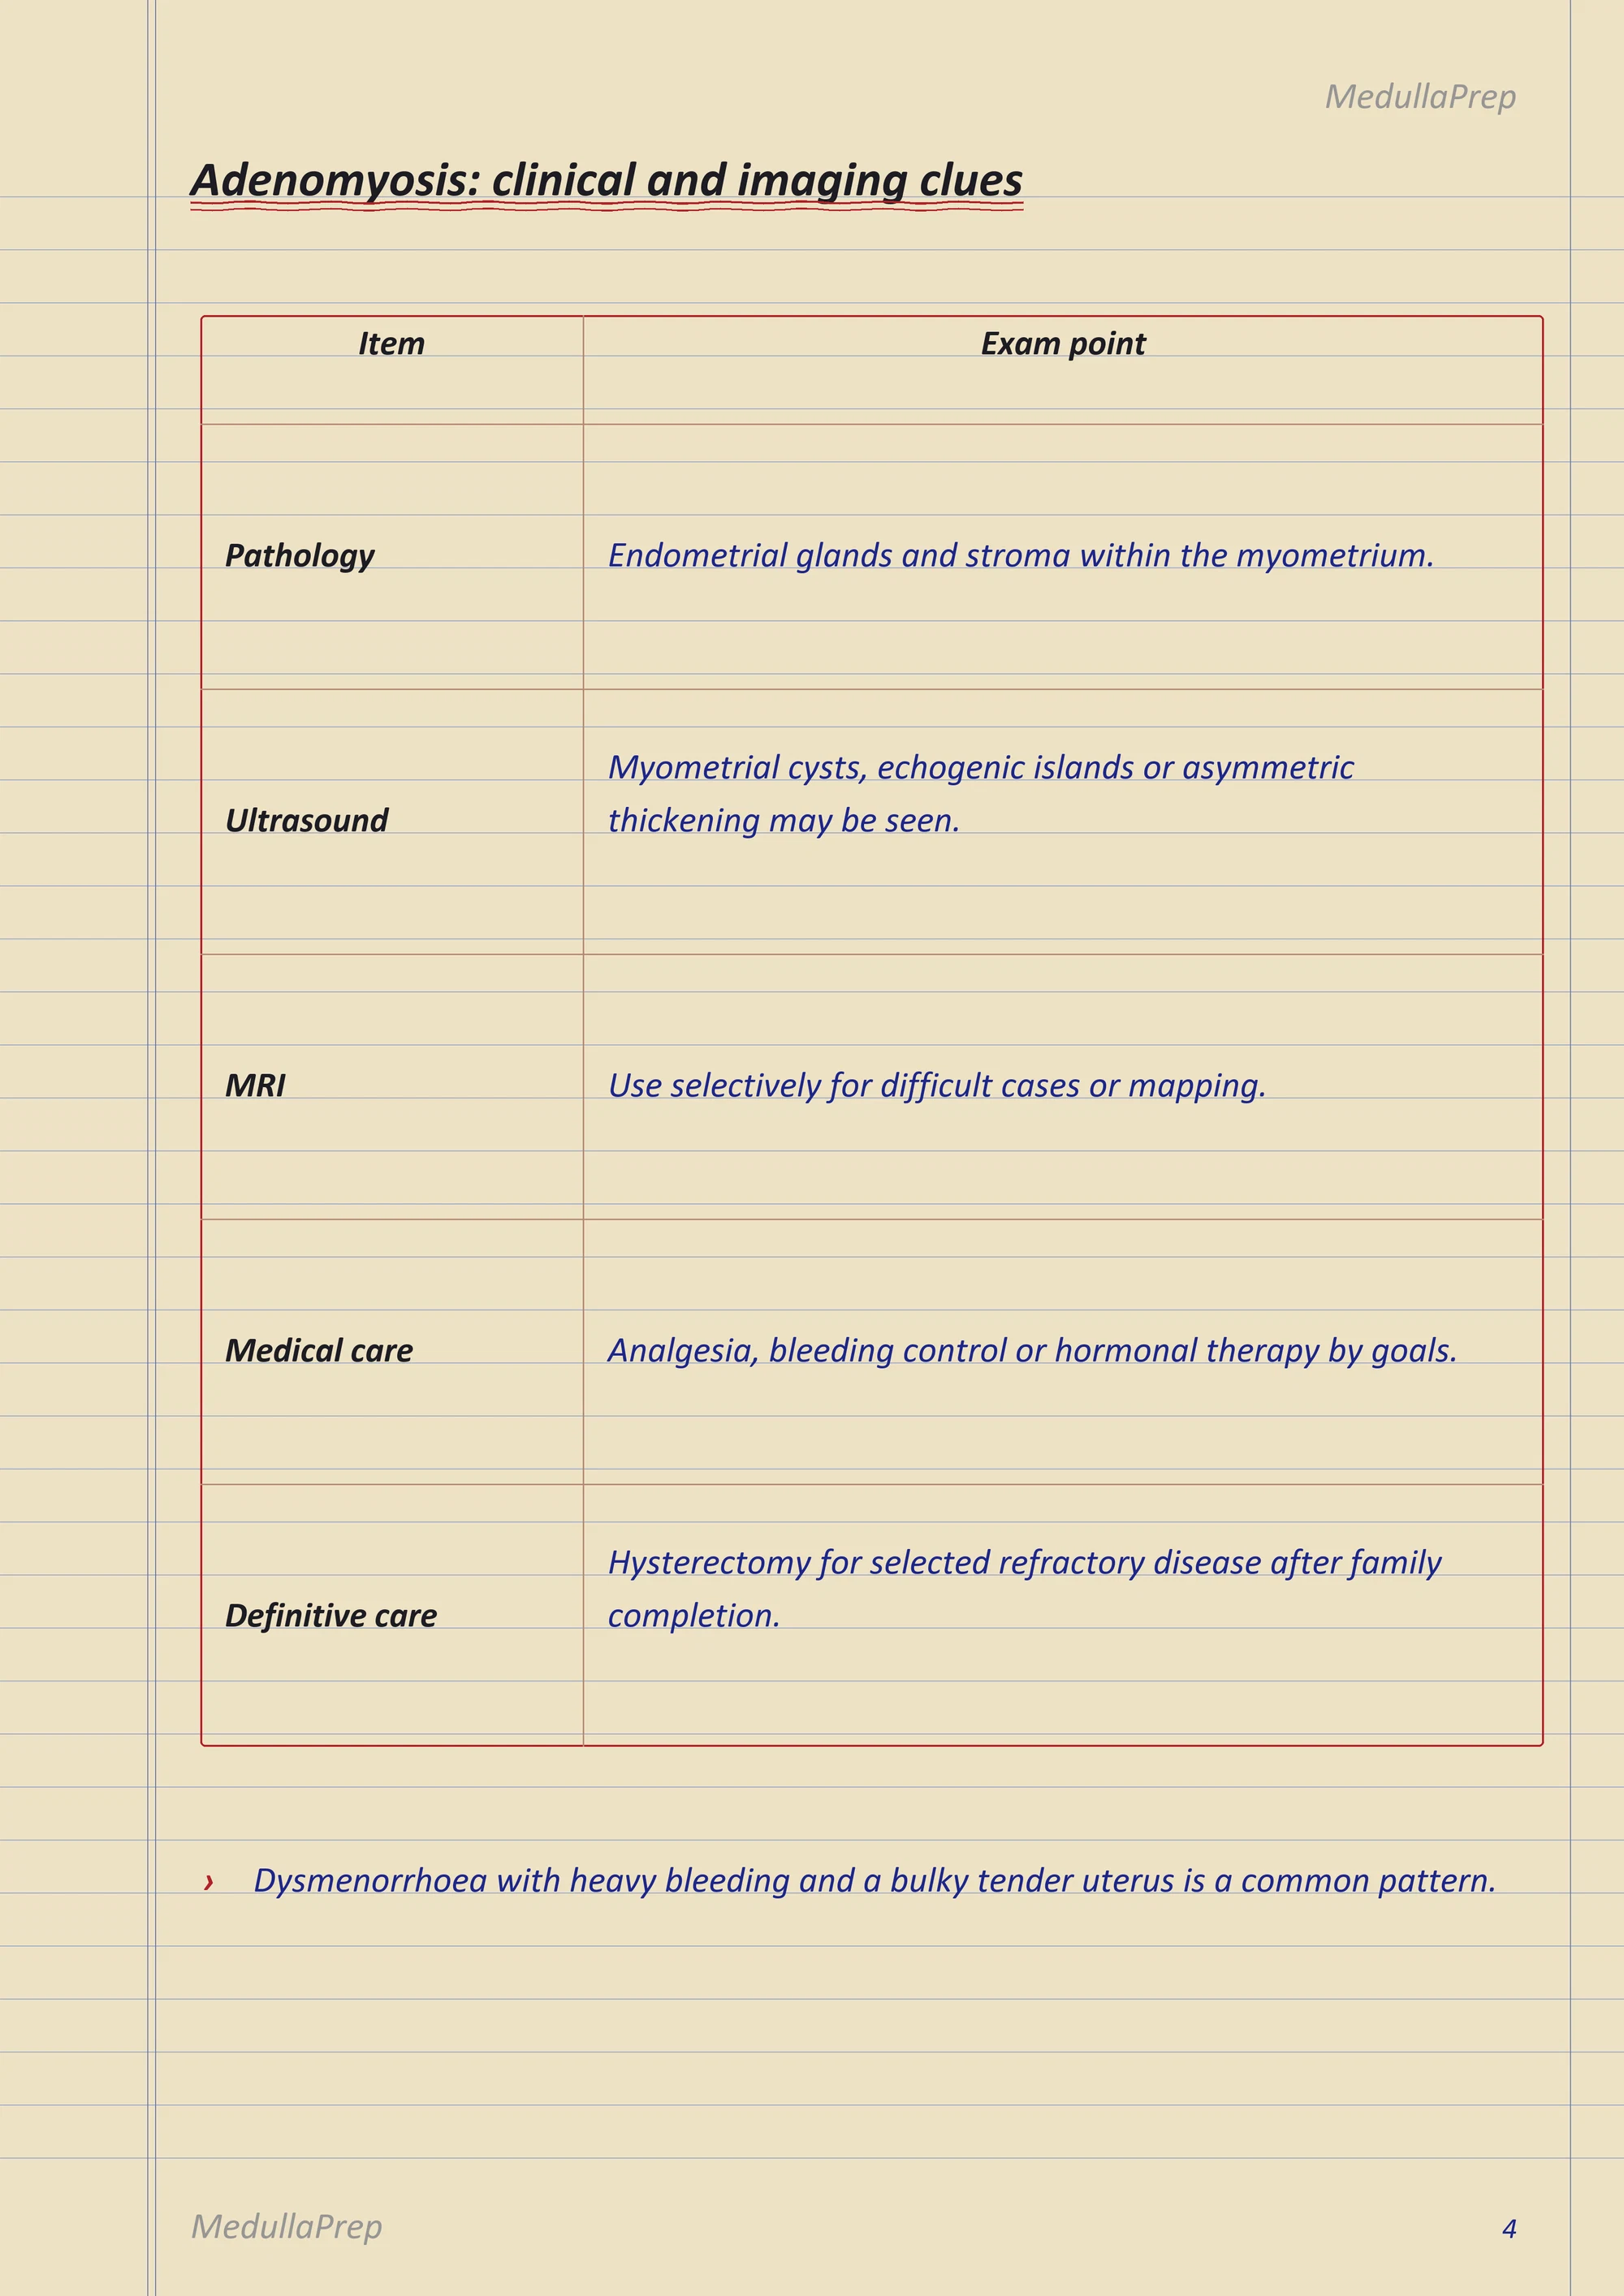 MedullaPrep
Adenomyosis: clinical and imaging clues
Item
Exam point
Pathology
Endometrial glands and stroma within the myometrium.
Ultrasound
Myometrial cysts, echogenic islands or asymmetric
thickening may be seen.
MRI
Use selectively for difficult cases or mapping.
Medical care
Analgesia, bleeding control or hormonal therapy by goals.
Definitive care
Hysterectomy for selected refractory disease after family
completion.
› Dysmenorrhoea with heavy bleeding and a bulky tender uterus is a common pattern.
MedullaPrep
4